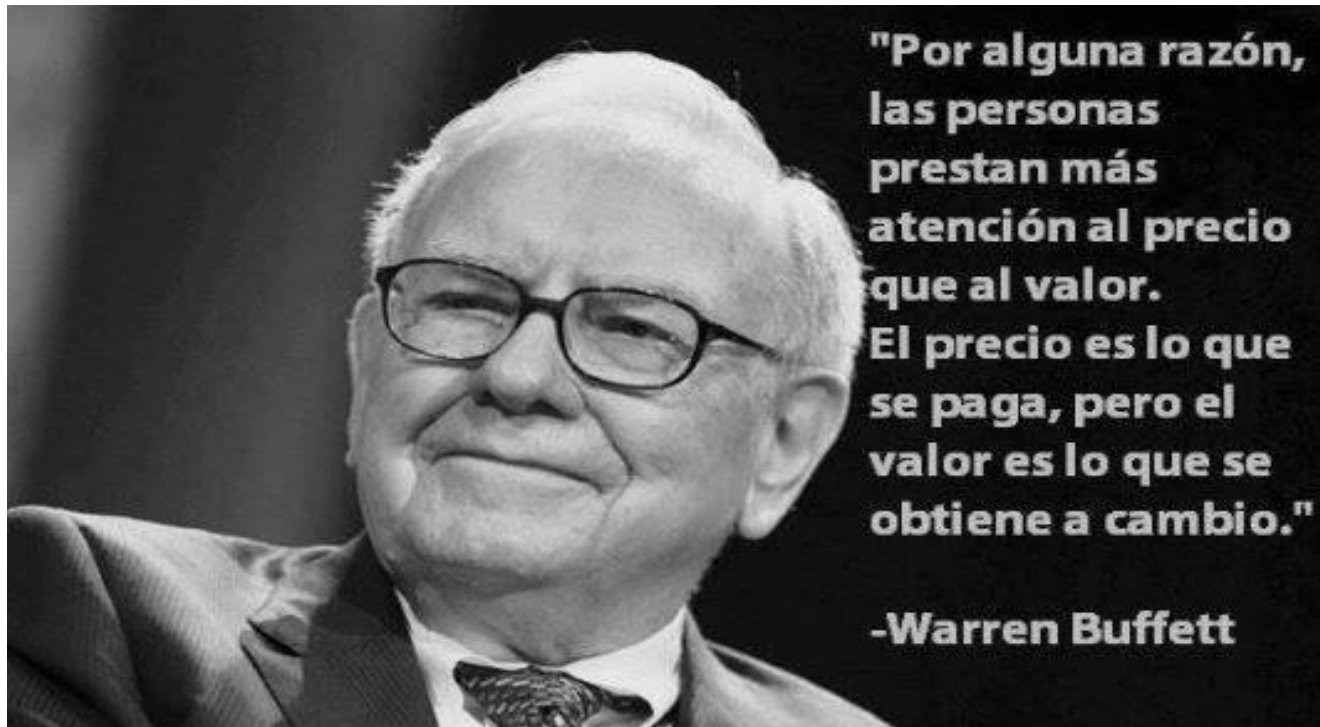 "Por alguna razón,
las personas
prestan más
atención al precio
que al valor.
El precio es lo que
se paga, pero el
valor es lo que se
obtiene a cambio."
-Warren Buffett